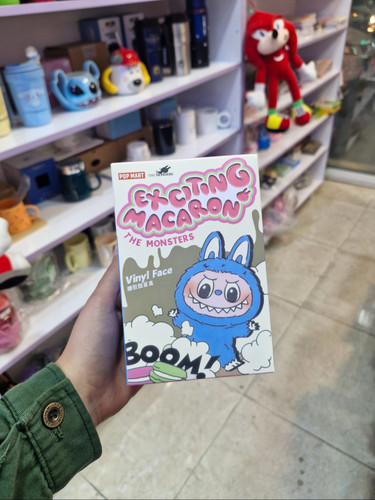 POP MART
EXCITING
MACARON
THE MONSTERS
Vinyl Face
BOOM!